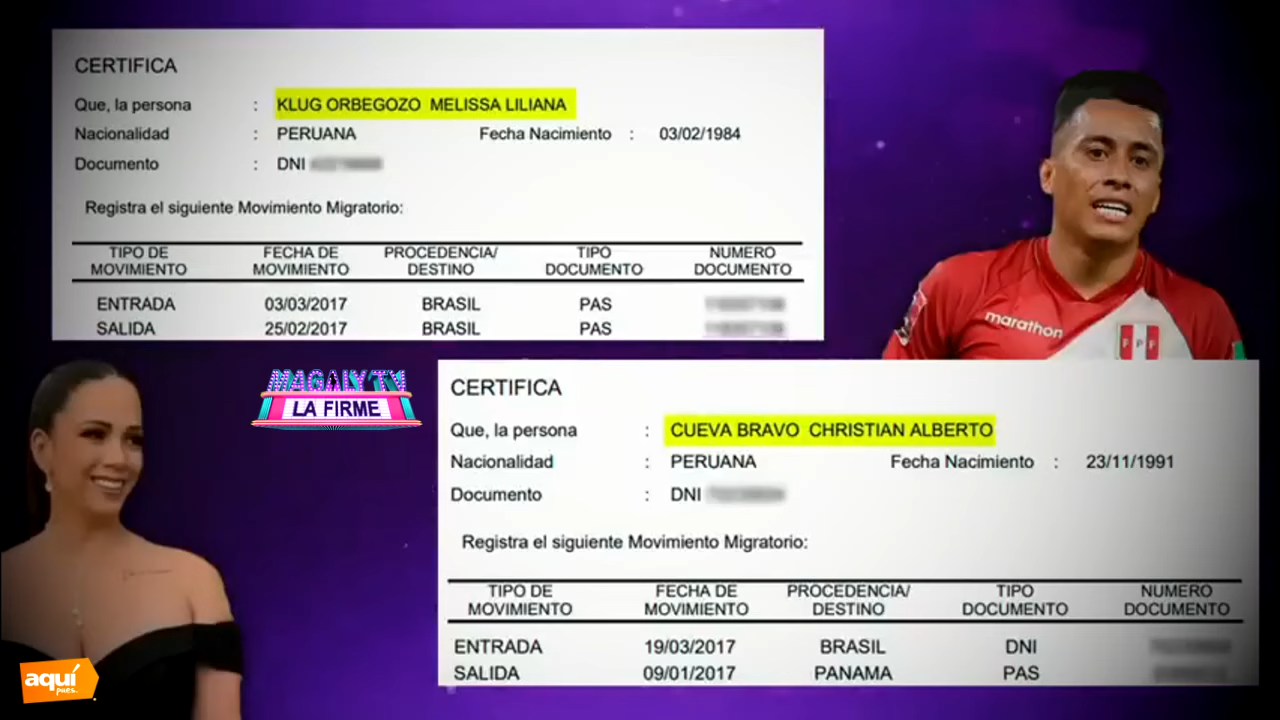 CERTIFICA
Que, la persona : KLUG ORBEGOZO MELISSA LILIANA
Nacionalidad : PERUANA Fecha Nacimiento : 03/02/1984
Documento : DNI
Registra el siguiente Movimiento Migratorio:
TIPO DE MOVIMIENTO FECHA DE MOVIMIENTO PROCEDENCIA/ DESTINO TIPO DOCUMENTO NUMERO DOCUMENTO
ENTRADA 03/03/2017 BRASIL PAS
SALIDA 25/02/2017 BRASIL PAS
marathon
FPF
MAGALY TV
LA FIRME
CERTIFICA
Que, la persona : CUEVA BRAVO CHRISTIAN ALBERTO
Nacionalidad : PERUANA Fecha Nacimiento : 23/11/1991
Documento : DNI
Registra el siguiente Movimiento Migratorio:
TIPO DE MOVIMIENTO FECHA DE MOVIMIENTO PROCEDENCIA/ DESTINO TIPO DOCUMENTO NUMERO DOCUMENTO
ENTRADA 19/03/2017 BRASIL DNI
SALIDA 09/01/2017 PANAMA PAS
aquí
pues..